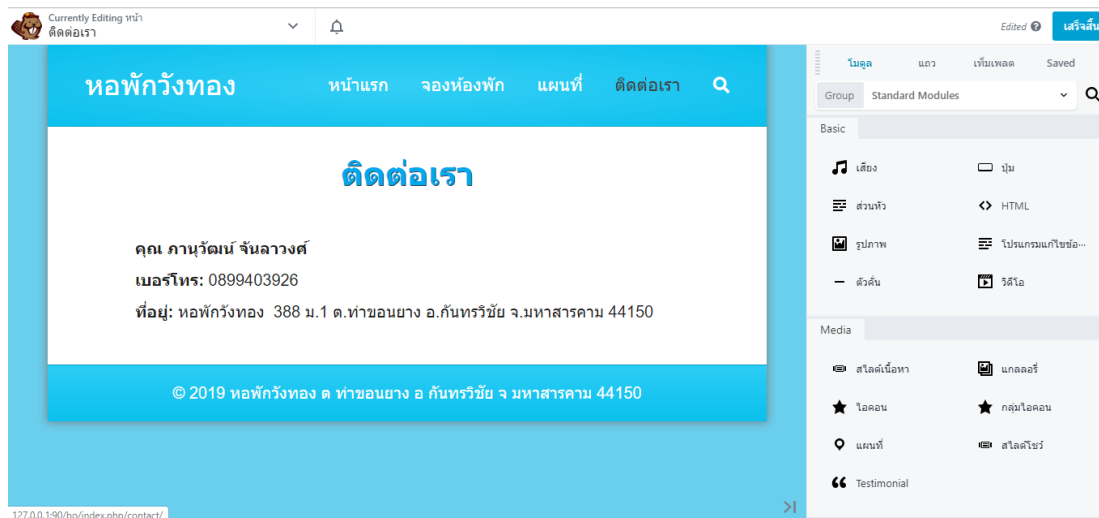 Currently Editing หน้า
ติดต่อเรา
Edited
เสร็จสิ้น
หอพักวังทอง หน้าแรก จองห้องพัก แผนที่ ติดต่อเรา
โมดูล แถว เท็มเพลต Saved
Group Standard Modules
Basic
เสียง ปุ่ม
ส่วนหัว HTML
รูปภาพ โปรแกรมแก้ไขข้อ...
ตัวคั่น วิดีโอ
Media
สไลด์เนื้อหา แกลลอรี่
ไอคอน กลุ่มไอคอน
แผนที่ สไลด์โชว์
Testimonial
ติดต่อเรา
คุณ ภานุวัฒน์ จันลาวงศ์
เบอร์โทร: 0899403926
ที่อยู่: หอพักวังทอง 388 ม.1 ต.ท่าขอนยาง อ.กันทรวิชัย จ.มหาสารคาม 44150
© 2019 หอพักวังทอง ต ท่าขอนยาง อ กันทรวิชัย จ มหาสารคาม 44150
127.0.0.1:90/ho/index.php/contact/